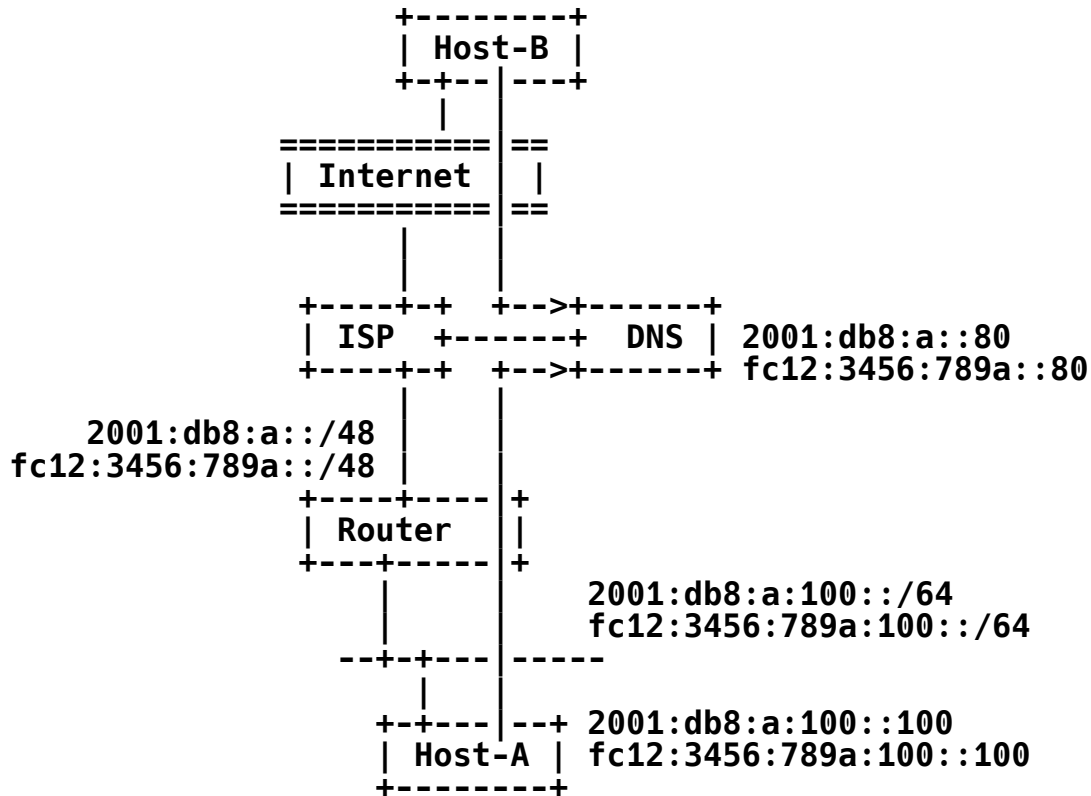 Host-B
Internet
ISP DNS 2001:db8:a::80
fc12:3456:789a::80
2001:db8:a::/48
fc12:3456:789a::/48
Router
2001:db8:a:100::/64
fc12:3456:789a:100::/64
2001:db8:a:100::100
Host-A fc12:3456:789a:100::100